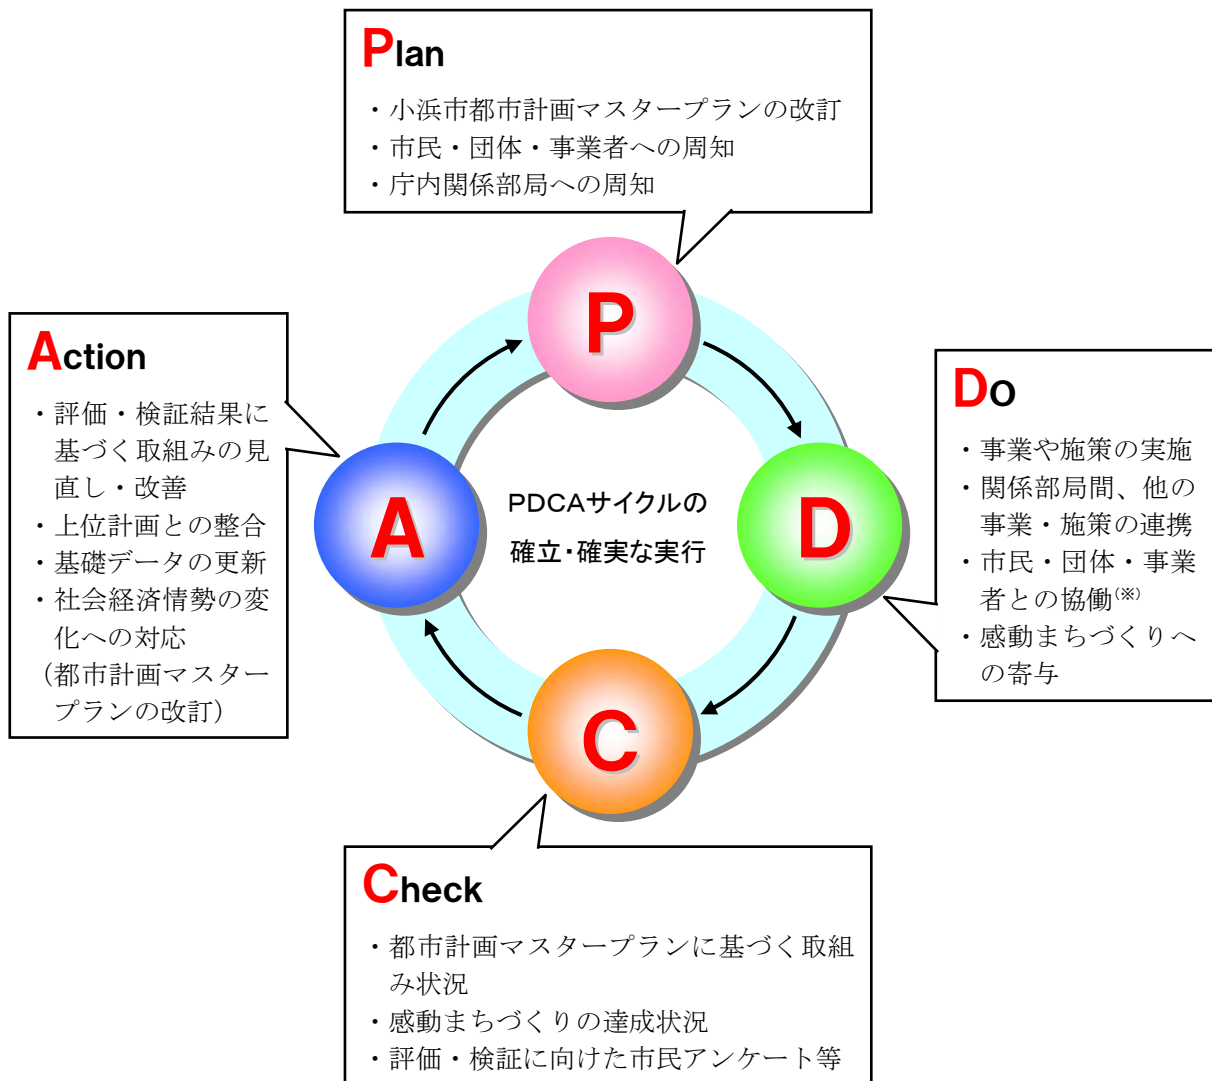 Plan
・小浜市都市計画マスタープランの改訂
・市民・団体・事業者への周知
・庁内関係部局への周知
P
Action
・評価・検証結果に
基づく取組みの見
直し・改善
・上位計画との整合
・基礎データの更新
・社会経済情勢の変
化への対応
（都市計画マスター
プランの改訂）
A
PDCAサイクルの
確立・確実な実行
D
Do
・事業や施策の実施
・関係部局間、他の
事業・施策の連携
・市民・団体・事業
者との協働(※)
・感動まちづくりへ
の寄与
C
Check
・都市計画マスタープランに基づく取組
み状況
・感動まちづくりの達成状況
・評価・検証に向けた市民アンケート等